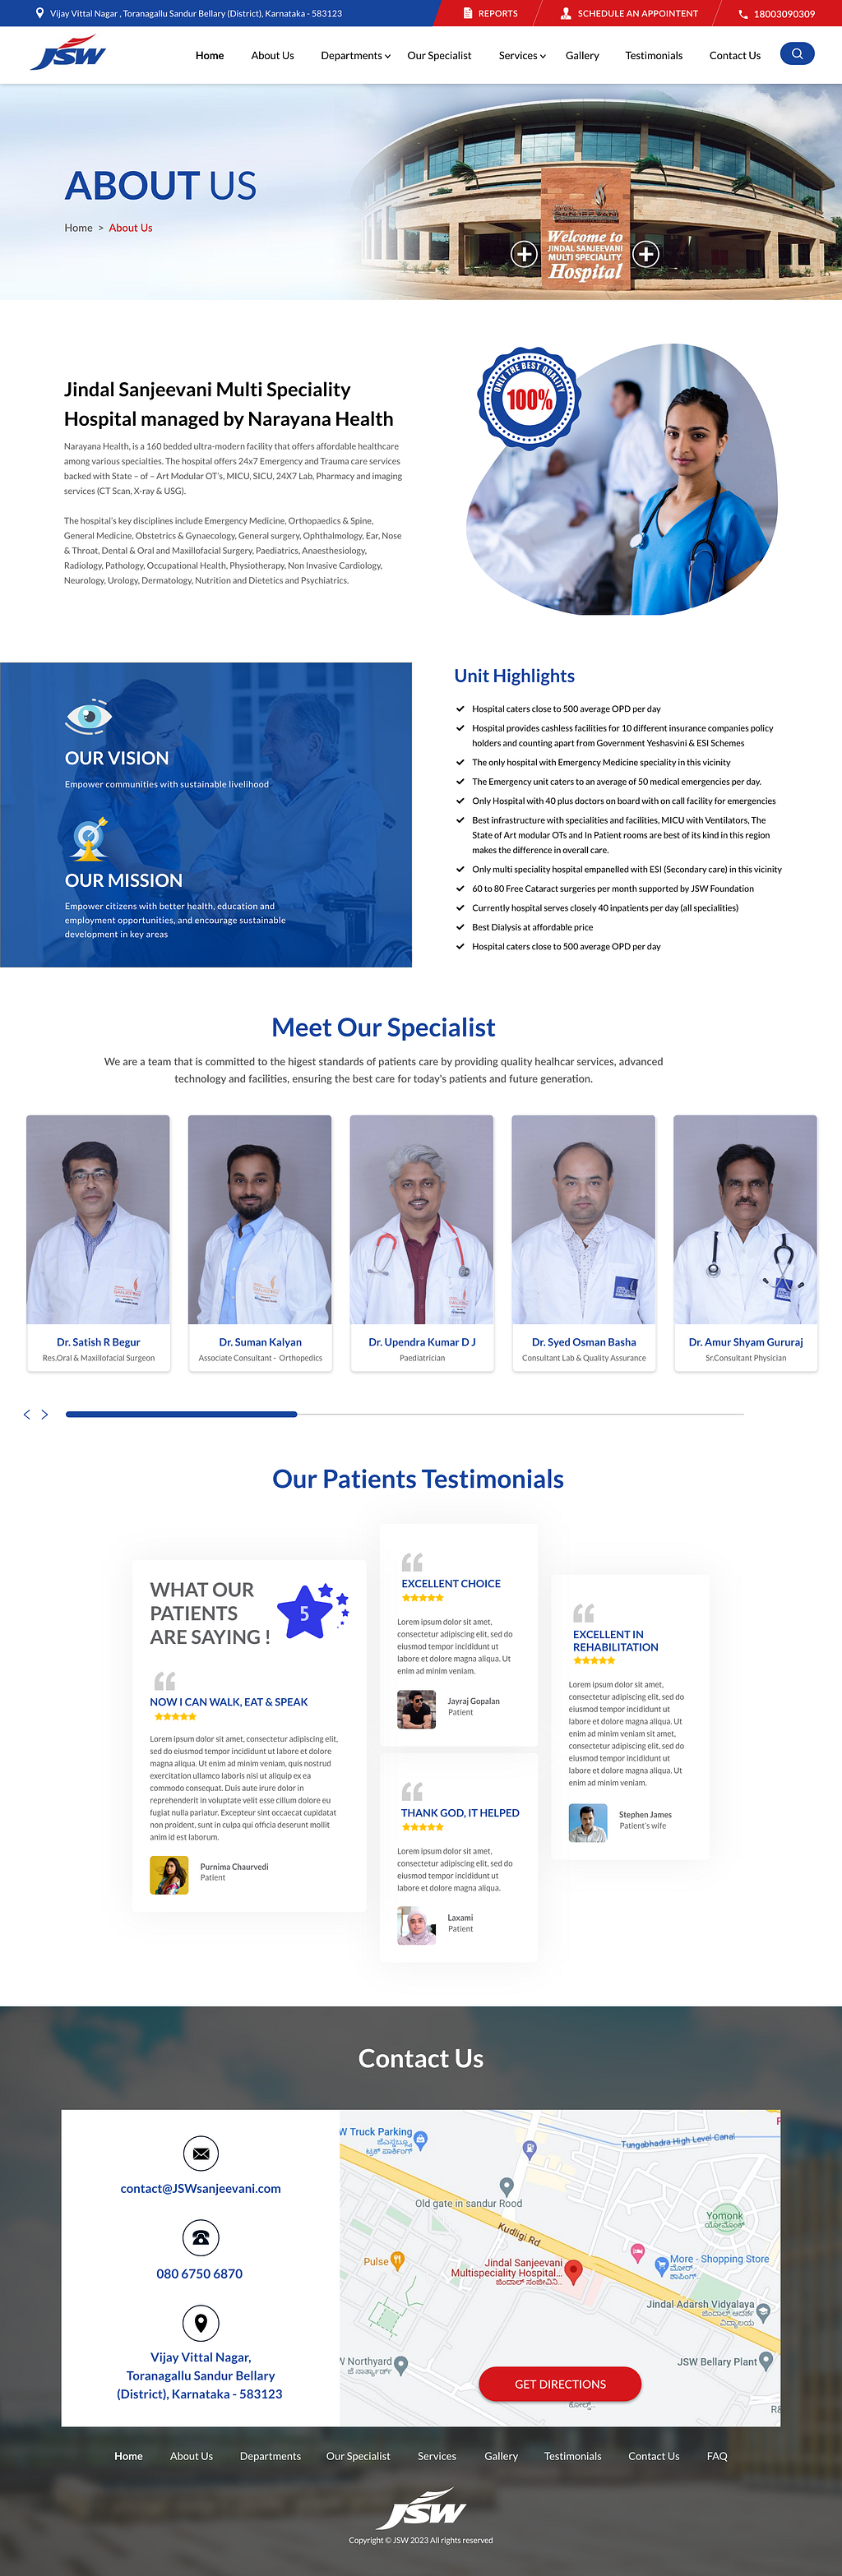 Vijay Vittal Nagar , Toranagallu Sandur Bellary (District), Karnataka - 583123
REPORTS
SCHEDULE AN APPOINTENT
18003090309
JSW
Home
About Us
Departments
Our Specialist
Services
Gallery
Testimonials
Contact Us
ABOUT US
Home > About Us
SANJEEVANI
Welcome to
JINDAL SANJEEVANI
MULTI SPECIALITY
Hospital
Jindal Sanjeevani Multi Speciality
Hospital managed by Narayana Health
Narayana Health, is a 160 bedded ultra-modern facility that offers affordable healthcare
among various specialties. The hospital offers 24x7 Emergency and Trauma care services
backed with State – of – Art Modular OT's, MICU, SICU, 24X7 Lab, Pharmacy and imaging
services (CT Scan, X-ray & USG).
The hospital's key disciplines include Emergency Medicine, Orthopaedics & Spine,
General Medicine, Obstetrics & Gynaecology, General surgery, Ophthalmology, Ear, Nose
& Throat, Dental & Oral and Maxillofacial Surgery, Paediatrics, Anaesthesiology,
Radiology, Pathology, Occupational Health, Physiotherapy, Non Invasive Cardiology,
Neurology, Urology, Dermatology, Nutrition and Dietetics and Psychiatrics.
ONLY THE BEST QUALITY
100%
OUR VISION
Empower communities with sustainable livelihood
OUR MISSION
Empower citizens with better health, education and
employment opportunities, and encourage sustainable
development in key areas
Unit Highlights
Hospital caters close to 500 average OPD per day
Hospital provides cashless facilities for 10 different insurance companies policy
holders and counting apart from Government Yeshasvini & ESI Schemes
The only hospital with Emergency Medicine speciality in this vicinity
The Emergency unit caters to an average of 50 medical emergencies per day.
Only Hospital with 40 plus doctors on board with on call facility for emergencies
Best infrastructure with specialities and facilities, MICU with Ventilators, The
State of Art modular OTs and In Patient rooms are best of its kind in this region
makes the difference in overall care.
Only multi speciality hospital empanelled with ESI (Secondary care) in this vicinity
60 to 80 Free Cataract surgeries per month supported by JSW Foundation
Currently hospital serves closely 40 inpatients per day (all specialities)
Best Dialysis at affordable price
Hospital caters close to 500 average OPD per day
Meet Our Specialist
We are a team that is committed to the higest standards of patients care by providing quality healhcar services, advanced
technology and facilities, ensuring the best care for today's patients and future generation.
Dr. Satish R Begur
Res.Oral & Maxillofacial Surgeon
Dr. Suman Kalyan
Associate Consultant - Orthopedics
Dr. Upendra Kumar D J
Paediatrician
Dr. Syed Osman Basha
Consultant Lab & Quality Assurance
Dr. Amur Shyam Gururaj
Sr.Consultant Physician
Our Patients Testimonials
WHAT OUR
PATIENTS
ARE SAYING !
5
NOW I CAN WALK, EAT & SPEAK
Lorem ipsum dolor sit amet, consectetur adipiscing elit,
sed do eiusmod tempor incididunt ut labore et dolore
magna aliqua. Ut enim ad minim veniam, quis nostrud
exercitation ullamco laboris nisi ut aliquip ex ea
commodo consequat. Duis aute irure dolor in
reprehenderit in voluptate velit esse cillum dolore eu
fugiat nulla pariatur. Excepteur sint occaecat cupidatat
non proident, sunt in culpa qui officia deserunt mollit
anim id est laborum.
Purnima Chaurvedi
Patient
EXCELLENT CHOICE
Lorem ipsum dolor sit amet,
consectetur adipiscing elit, sed do
eiusmod tempor incididunt ut
labore et dolore magna aliqua. Ut
enim ad minim veniam.
Jayraj Gopalan
Patient
THANK GOD, IT HELPED
Lorem ipsum dolor sit amet,
consectetur adipiscing elit, sed do
eiusmod tempor incididunt ut
labore et dolore magna aliqua.
Laxami
Patient
EXCELLENT IN
REHABILITATION
Lorem ipsum dolor sit amet,
consectetur adipiscing elit, sed do
eiusmod tempor incididunt ut
labore et dolore magna aliqua. Ut
enim ad minim veniam sit amet,
consectetur adipiscing elit, sed do
eiusmod tempor incididunt ut
labore et dolore magna aliqua. Ut
enim ad minim veniam.
Stephen James
Patient's wife
Contact Us
contact@JSWsanjeevani.com
080 6750 6870
Vijay Vittal Nagar,
Toranagallu Sandur Bellary
(District), Karnataka - 583123
W Truck Parking
ಟ್ರಕ್ ಪಾರ್ಕಿಂಗ್
Tungabhadra High Level Canal
Old gate in sandur Rood
Kudligi Rd
Yomonk
ಯೋಮೊಂಕ್
Pulse
Jindal Sanjeevani
Multispeciality Hospital...
ಜಿಂದಾಲ್ ಸಂಜೀವಿನಿ...
More - Shopping Store
ಮೋರ್ -
ಶಾಪಿಂಗ್...
Jindal Adarsh Vidyalaya
ಜಿಂದಾಲ್ ಆದರ್ಶ
ವಿದ್ಯಾಲಯ
W Northyard
ಜೆ ನಾರ್ತ್ಯಾರ್ಡ್
JSW Bellary Plant
GET DIRECTIONS
Home
About Us
Departments
Our Specialist
Services
Gallery
Testimonials
Contact Us
FAQ
JSW
Copyright © JSW 2023 All rights reserved